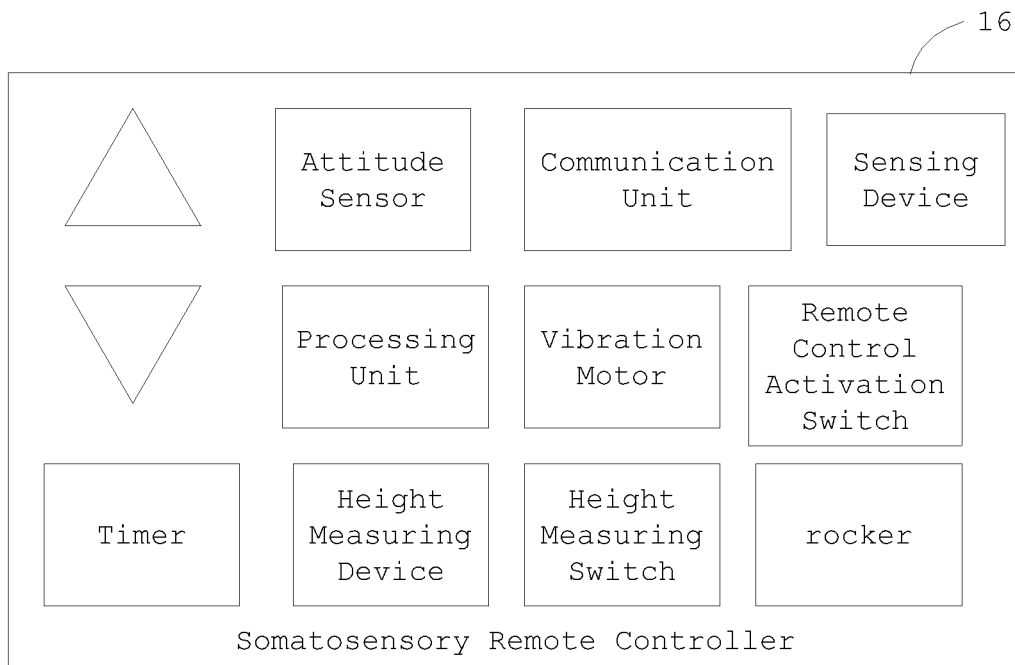 16
Attitude
Sensor
Communication
Unit
Sensing
Device
Processing
Unit
Vibration
Motor
Remote
Control
Activation
Switch
Timer
Height
Measuring
Device
Height
Measuring
Switch
rocker
Somatosensory Remote Controller